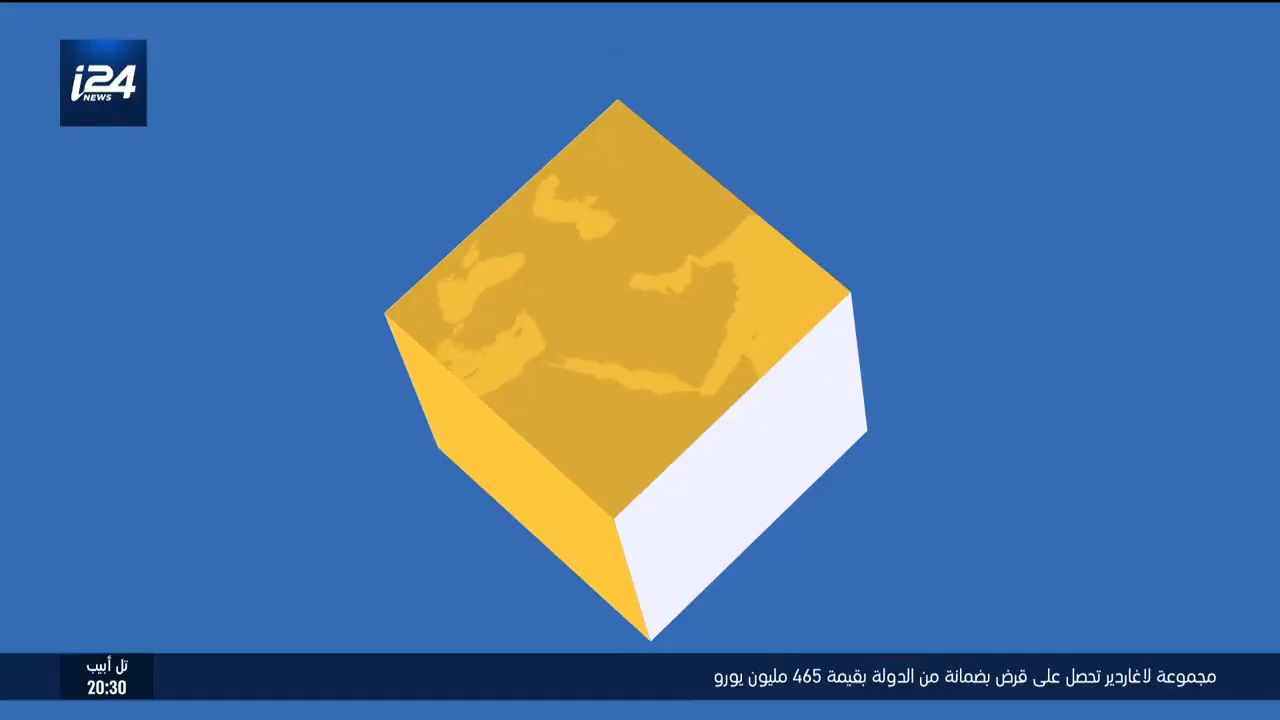 i24
NEWS
تل أبيب
20:30
مجموعة لاغاردير تحصل على قرض بضمانة من الدولة بقيمة 465 مليون يورو